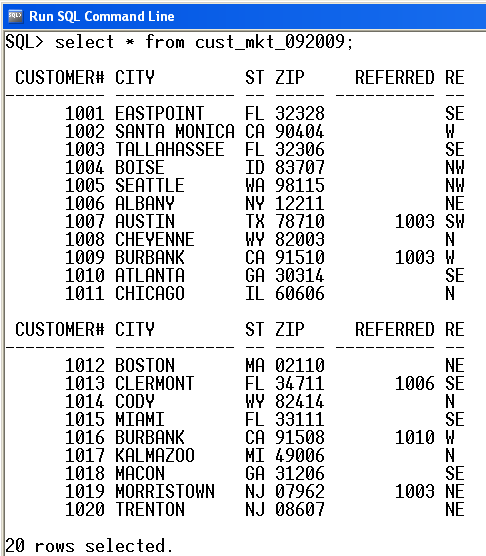 Run SQL Command Line
SQL> select * from cust_mkt_092009;
CUSTOMER# CITY ST ZIP REFERRED RE
---------- ------------ -- ----- ---------- --
1001 EASTPOINT FL 32328 SE
1002 SANTA MONICA CA 90404 W
1003 TALLAHASSEE FL 32306 SE
1004 BOISE ID 83707 NW
1005 SEATTLE WA 98115 NW
1006 ALBANY NY 12211 NE
1007 AUSTIN TX 78710 1003 SW
1008 CHEYENNE WY 82003 N
1009 BURBANK CA 91510 1003 W
1010 ATLANTA GA 30314 SE
1011 CHICAGO IL 60606 N
CUSTOMER# CITY ST ZIP REFERRED RE
---------- ------------ -- ----- ---------- --
1012 BOSTON MA 02110 NE
1013 CLERMONT FL 34711 1006 SE
1014 CODY WY 82414 N
1015 MIAMI FL 33111 SE
1016 BURBANK CA 91508 1010 W
1017 KALMAZOO MI 49006 N
1018 MACON GA 31206 SE
1019 MORRISTOWN NJ 07962 1003 NE
1020 TRENTON NJ 08607 NE
20 rows selected.